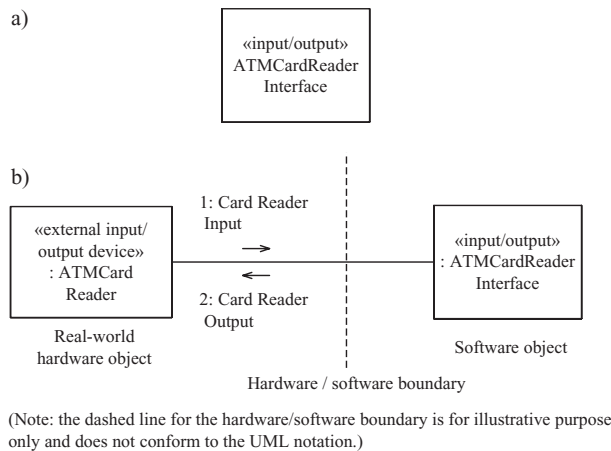 a)
«input/output»
ATMCardReader
Interface
b)
1: Card Reader
Input
«external input/
output device»
: ATMCard
Reader
«input/output»
: ATMCardReader
Interface
2: Card Reader
Output
Real-world
hardware object
Software object
Hardware / software boundary
(Note: the dashed line for the hardware/software boundary is for illustrative purposes
only and does not conform to the UML notation.)